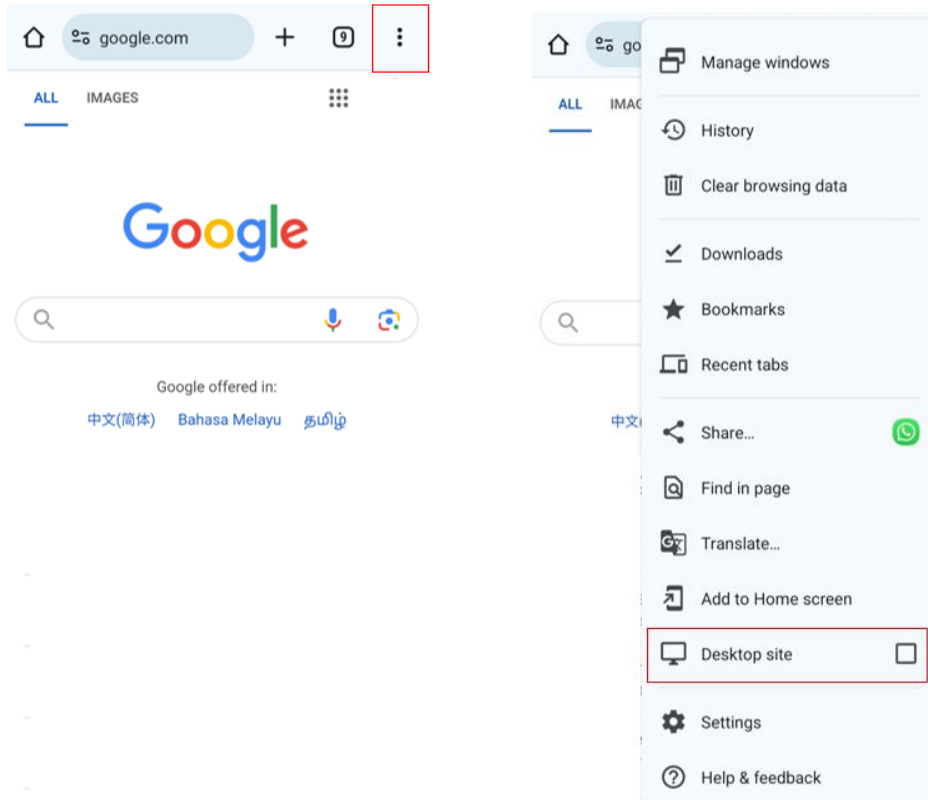 google.com
9
ALL IMAGES
Google
Google offered in:
中文(简体) Bahasa Melayu தமிழ்
go
ALL IMAG
中文(
Manage windows
History
Clear browsing data
Downloads
Bookmarks
Recent tabs
Share...
Find in page
Translate...
Add to Home screen
Desktop site
Settings
Help & feedback